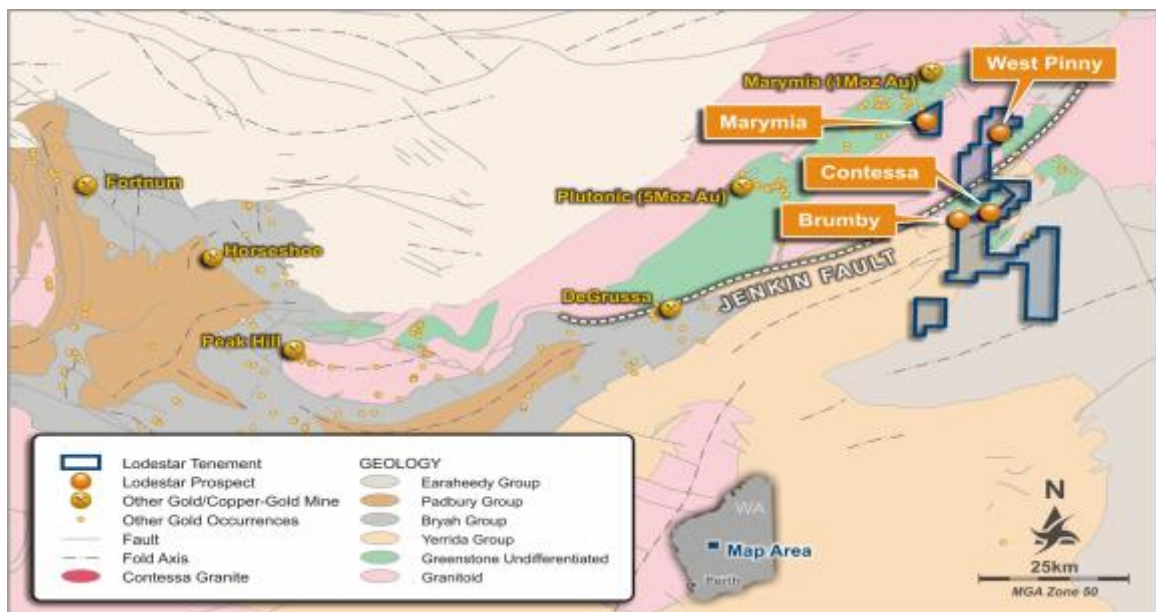 Marymia (1Moz Au)
West Pinny
Marymia
Contessa
Plutonic (5Moz Au)
Brumby
Fortnum
Horseshoe
DeGrussa
JENKIN FAULT
Peak Hill
Lodestar Tenement
Lodestar Prospect
Other Gold/Copper-Gold Mine
Other Gold Occurrences
Fault
Fold Axis
Contessa Granite
GEOLOGY
Earaheedy Group
Padbury Group
Bryah Group
Yerrida Group
Greenstone Undifferentiated
Granitoid
WA
Map Area
Perth
N
25km
MGA Zone 50